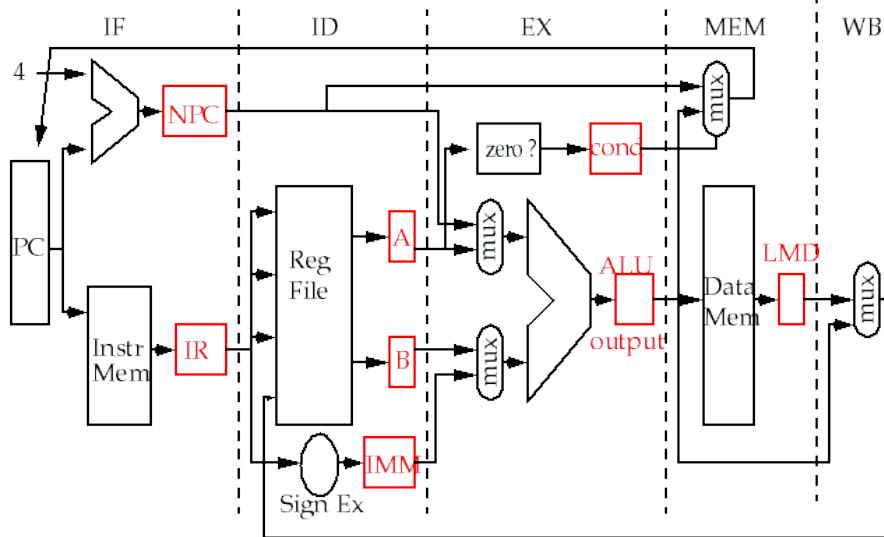 IF ID EX MEM WB
4
NPC
mux
zero ?
cond
PC
Reg
File
A
mux
ALU
output
Data
Mem
LMD
mux
Instr
Mem
IR
B
mux
IMM
Sign Ex